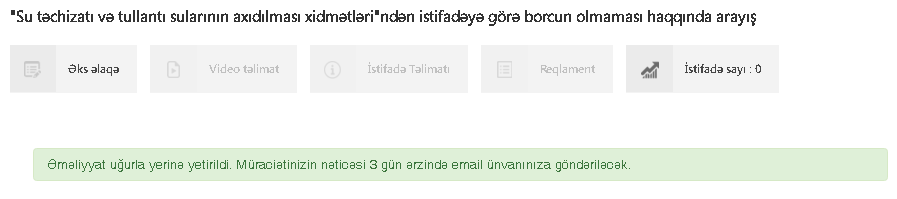 "Su təchizatı və tullantı sularının axıdılması xidmətləri"ndən istifadəyə görə borcun olmaması haqqında arayış
Əks əlaqə
Video təlimat
İstifadə Təlimatı
Reqlament
İstifadə sayı : 0
Əməliyyat uğurla yerinə yetirildi. Müraciətinizin nəticəsi 3 gün ərzində email ünvanınıza göndəriləcək.